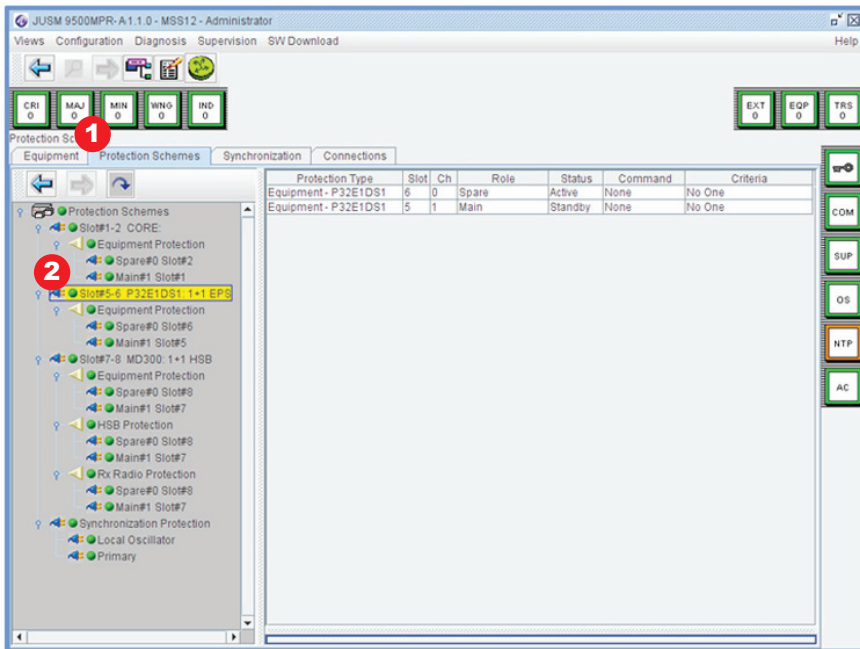 JUSM 9500MPR-A1.1.0 - MSS12 - Administrator
Views Configuration Diagnosis Supervision SW Download Help
CRI 0 MAJ 0 MIN 0 WNG 0 IND 0 EXT 0 EQP 0 TRS 0
1
Protection Sc
Equipment Protection Schemes Synchronization Connections
Protection Type Slot Ch Role Status Command Criteria
Equipment - P32E1DS1 6 0 Spare Active None No One
Equipment - P32E1DS1 5 1 Main Standby None No One
Protection Schemes
Slot#1-2 CORE:
Equipment Protection
Spare#0 Slot#2
Main#1 Slot#1
2
Slot#5-6 P32E1DS1: 1+1 EPS
Equipment Protection
Spare#0 Slot#6
Main#1 Slot#5
Slot#7-8 MD300: 1+1 HSB
Equipment Protection
Spare#0 Slot#8
Main#1 Slot#7
HSB Protection
Spare#0 Slot#8
Main#1 Slot#7
Rx Radio Protection
Spare#0 Slot#8
Main#1 Slot#7
Synchronization Protection
Local Oscillator
Primary
COM
SUP
OS
NTP
AC